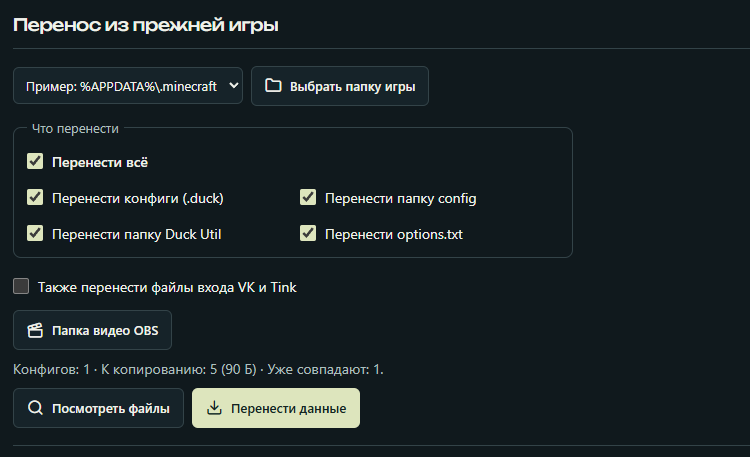 Перенос из прежней игры
Пример: %APPDATA%\.minecraft
Выбрать папку игры
Что перенести
Перенести всё
Перенести конфиги (.duck)
Перенести папку config
Перенести папку Duck Util
Перенести options.txt
Также перенести файлы входа VK и Tink
Папка видео OBS
Конфигов: 1 · К копированию: 5 (90 Б) · Уже совпадают: 1.
Посмотреть файлы
Перенести данные